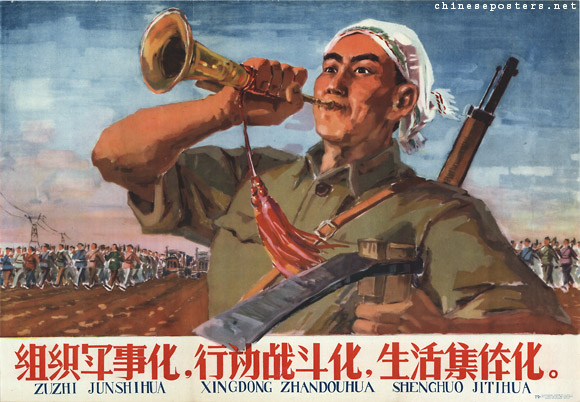 chineseposters.net
组织军事化，行动战斗化，生活集体化。
ZUZHI JUNSHIHUA XINGDONG ZHANDOUHUA SHENGHUO JITIHUA